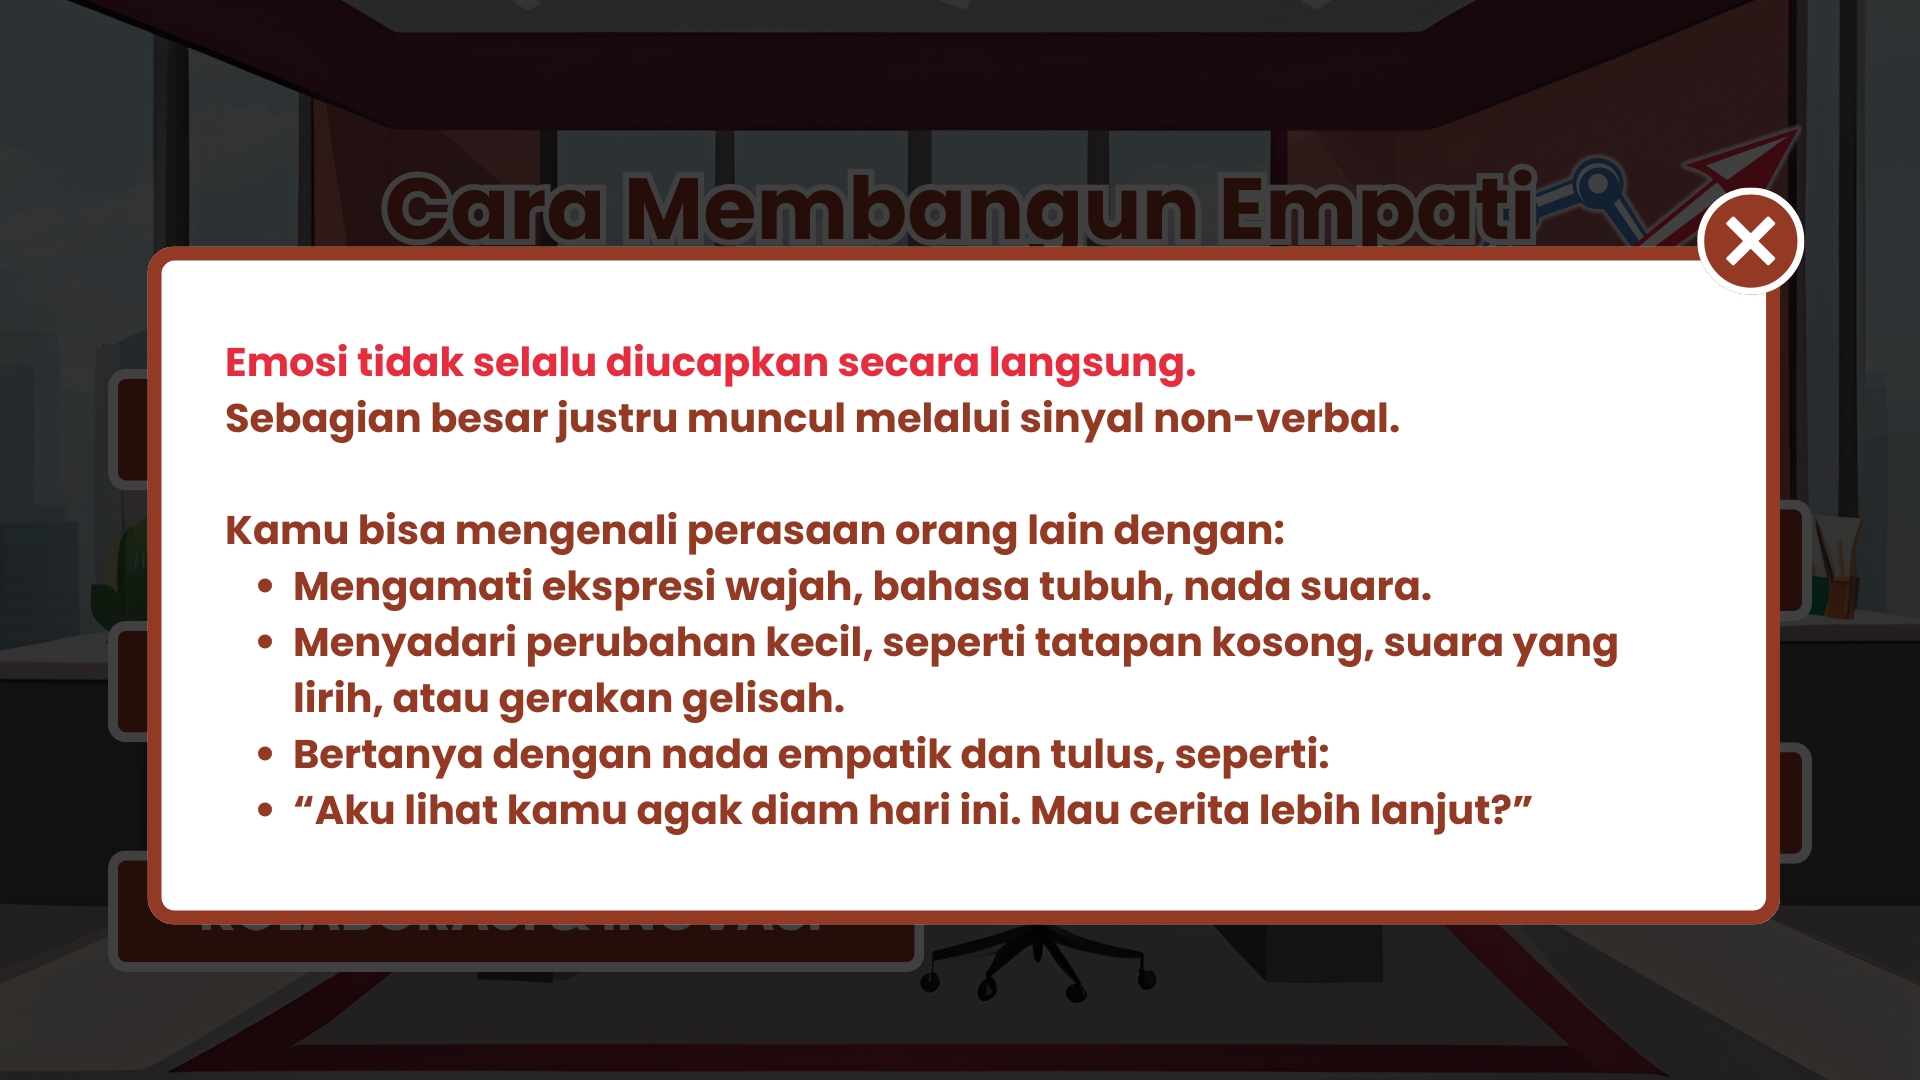 Cara Membangun Empati
Emosi tidak selalu diucapkan secara langsung.
Sebagian besar justru muncul melalui sinyal non-verbal.
Kamu bisa mengenali perasaan orang lain dengan:
• Mengamati ekspresi wajah, bahasa tubuh, nada suara.
• Menyadari perubahan kecil, seperti tatapan kosong, suara yang
lirih, atau gerakan gelisah.
• Bertanya dengan nada empatik dan tulus, seperti:
• “Aku lihat kamu agak diam hari ini. Mau cerita lebih lanjut?”
KOLABORASI & INOVASI